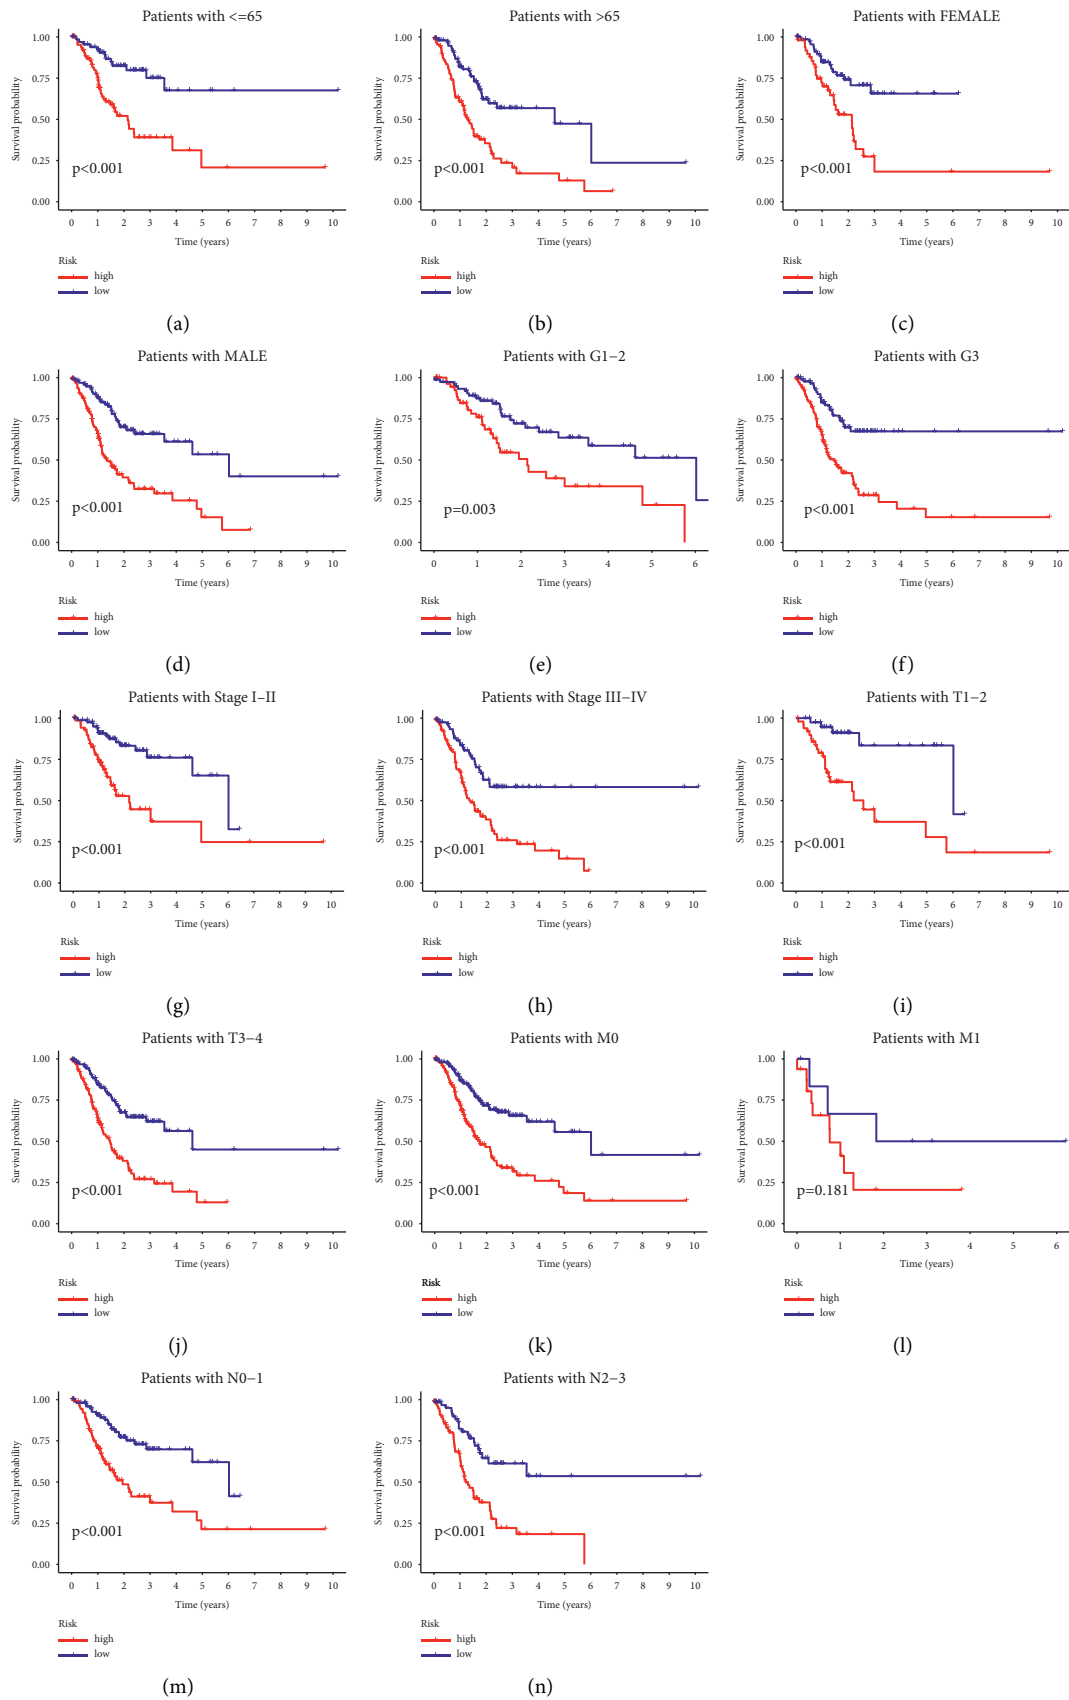 Patients with <=65
Survival probability
1.00
0.75
0.50
0.25
0.00
p<0.001
0 1 2 3 4 5 6 7 8 9 10
Time (years)
Risk
high
low
(a)
Patients with >65
Survival probability
1.00
0.75
0.50
0.25
0.00
p<0.001
0 1 2 3 4 5 6 7 8 9 10
Time (years)
Risk
high
low
(b)
Patients with FEMALE
Survival probability
1.00
0.75
0.50
0.25
0.00
p<0.001
0 1 2 3 4 5 6 7 8 9 10
Time (years)
Risk
high
low
(c)
Patients with MALE
Survival probability
1.00
0.75
0.50
0.25
0.00
p<0.001
0 1 2 3 4 5 6 7 8 9 10
Time (years)
Risk
high
low
(d)
Patients with G1−2
Survival probability
1.00
0.75
0.50
0.25
0.00
p=0.003
0 1 2 3 4 5 6
Time (years)
Risk
high
low
(e)
Patients with G3
Survival probability
1.00
0.75
0.50
0.25
0.00
p<0.001
0 1 2 3 4 5 6 7 8 9 10
Time (years)
Risk
high
low
(f)
Patients with Stage I−II
Survival probability
1.00
0.75
0.50
0.25
0.00
p<0.001
0 1 2 3 4 5 6 7 8 9 10
Time (years)
Risk
high
low
(g)
Patients with Stage III−IV
Survival probability
1.00
0.75
0.50
0.25
0.00
p<0.001
0 1 2 3 4 5 6 7 8 9 10
Time (years)
Risk
high
low
(h)
Patients with T1−2
Survival probability
1.00
0.75
0.50
0.25
0.00
p<0.001
0 1 2 3 4 5 6 7 8 9 10
Time (years)
Risk
high
low
(i)
Patients with T3−4
Survival probability
1.00
0.75
0.50
0.25
0.00
p<0.001
0 1 2 3 4 5 6 7 8 9 10
Time (years)
Risk
high
low
(j)
Patients with M0
Survival probability
1.00
0.75
0.50
0.25
0.00
p<0.001
0 1 2 3 4 5 6 7 8 9 10
Time (years)
Risk
high
low
(k)
Patients with M1
Survival probability
1.00
0.75
0.50
0.25
0.00
p=0.181
0 1 2 3 4 5 6
Time (years)
Risk
high
low
(l)
Patients with N0−1
Survival probability
1.00
0.75
0.50
0.25
0.00
p<0.001
0 1 2 3 4 5 6 7 8 9 10
Time (years)
Risk
high
low
(m)
Patients with N2−3
Survival probability
1.00
0.75
0.50
0.25
0.00
p<0.001
0 1 2 3 4 5 6 7 8 9 10
Time (years)
Risk
high
low
(n)